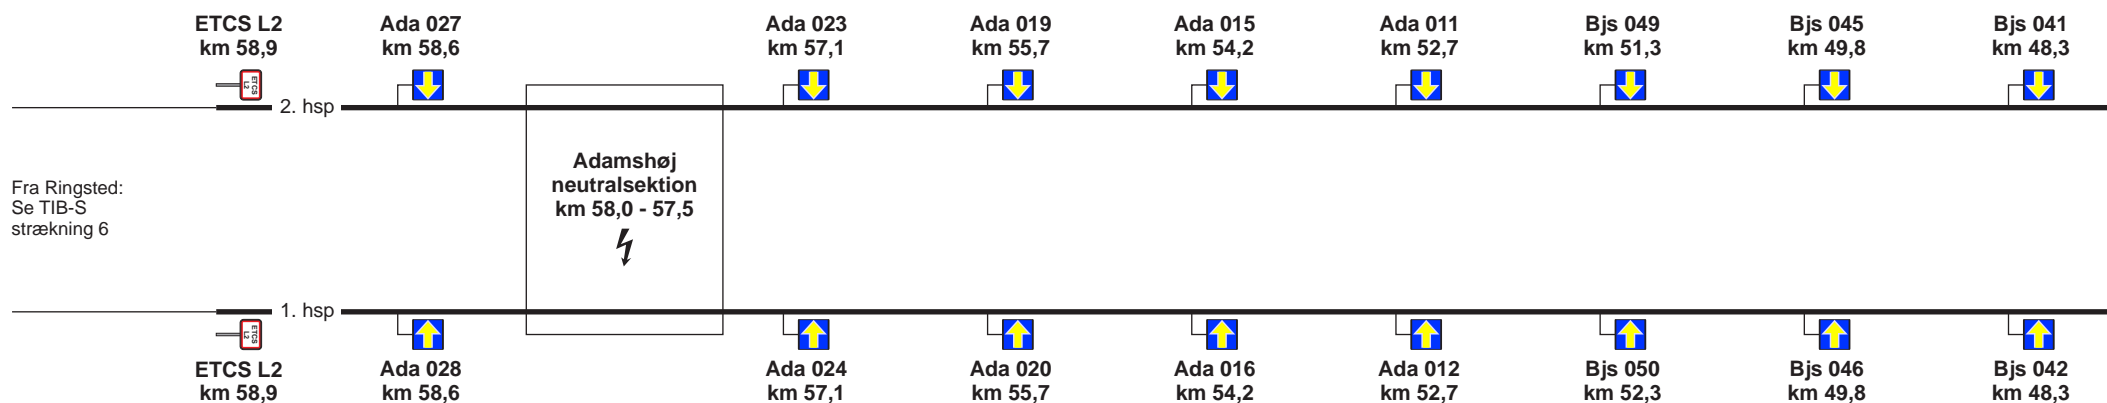 ETCS L2
km 58,9
Ada 027
km 58,6
Ada 023
km 57,1
Ada 019
km 55,7
Ada 015
km 54,2
Ada 011
km 52,7
Bjs 049
km 51,3
Bjs 045
km 49,8
Bjs 041
km 48,3
ETCS
L2
2. hsp
Adamshøj
neutralsektion
km 58,0 - 57,5
Fra Ringsted:
Se TIB-S
strækning 6
1. hsp
ETCS
L2
ETCS L2
km 58,9
Ada 028
km 58,6
Ada 024
km 57,1
Ada 020
km 55,7
Ada 016
km 54,2
Ada 012
km 52,7
Bjs 050
km 52,3
Bjs 046
km 49,8
Bjs 042
km 48,3